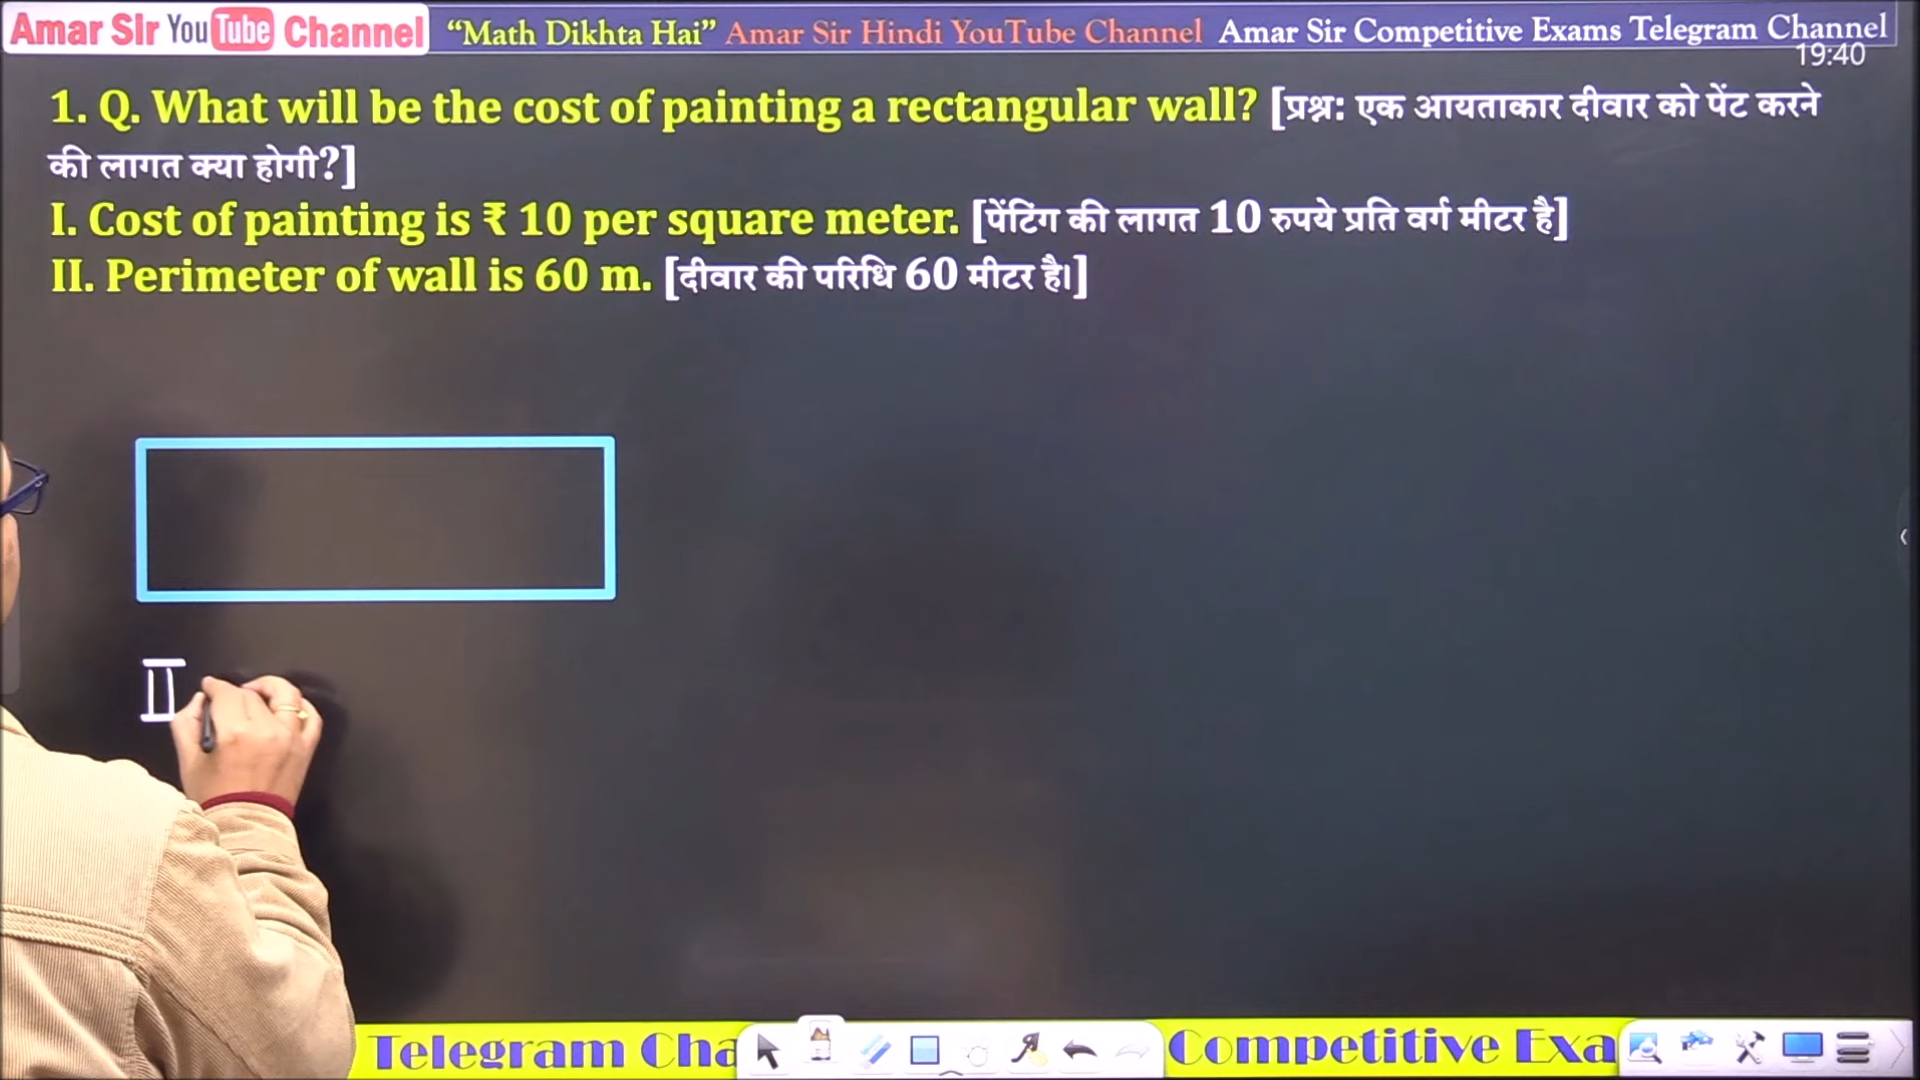 Amar SIr YouTube Channel “Math Dikhta Hai” Amar Sir Hindi YouTube Channel Amar Sir Competitive Exams Telegram Channel
19:40
1. Q. What will be the cost of painting a rectangular wall? [प्रश्न: एक आयताकार दीवार को पेंट करने
की लागत क्या होगी?]
I. Cost of painting is ₹ 10 per square meter. [पेंटिंग की लागत 10 रुपये प्रति वर्ग मीटर है]
II. Perimeter of wall is 60 m. [दीवार की परिधि 60 मीटर है।]
II
Telegram Cha Competitive Exa